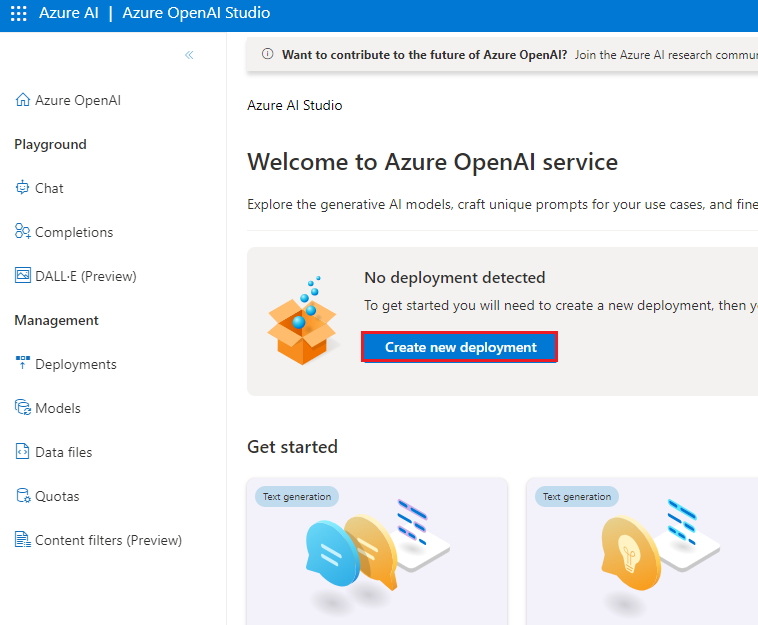 Azure AI | Azure OpenAI Studio
«
Want to contribute to the future of Azure OpenAI? Join the Azure AI research
Azure OpenAI
Playground
Chat
Completions
DALL·E (Preview)
Management
Deployments
Models
Data files
Quotas
Content filters (Preview)
Azure AI Studio
Welcome to Azure OpenAI service
Explore the generative AI models, craft unique prompts for your use cases, and fine
No deployment detected
To get started you will need to create a new deployment, then
Create new deployment
Get started
Text generation
Text generation